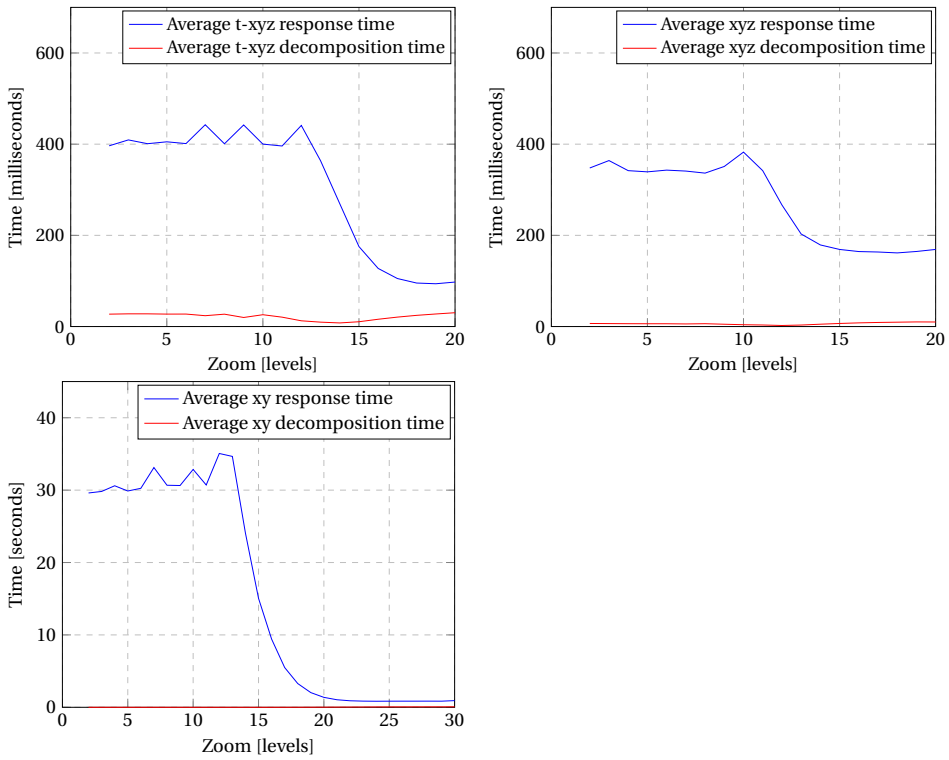 Average t-xyz response time
Average t-xyz decomposition time
600
400
200
0
0
5
10
15
20
Time [milliseconds]
Zoom [levels]
Average xyz response time
Average xyz decomposition time
600
400
200
0
0
5
10
15
20
Time [milliseconds]
Zoom [levels]
Average xy response time
Average xy decomposition time
40
30
20
10
0
0
5
10
15
20
25
30
Time [seconds]
Zoom [levels]